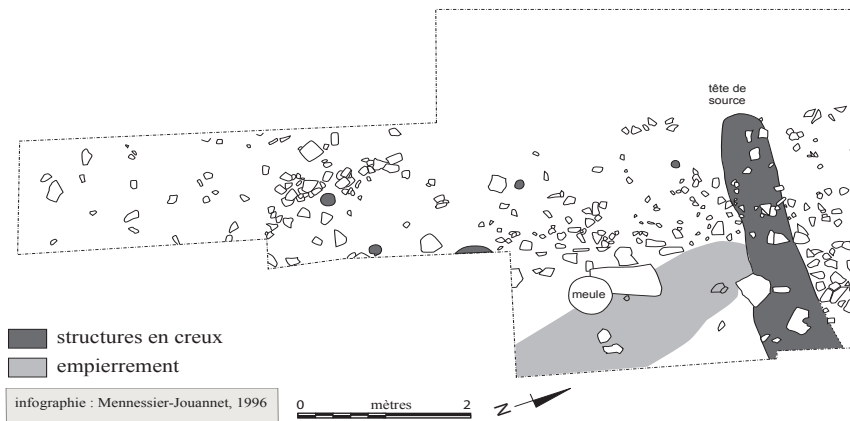 tête de
source
meule
structures en creux
empierrement
infographie : Mennessier-Jouannet, 1996
0 mètres 2
N